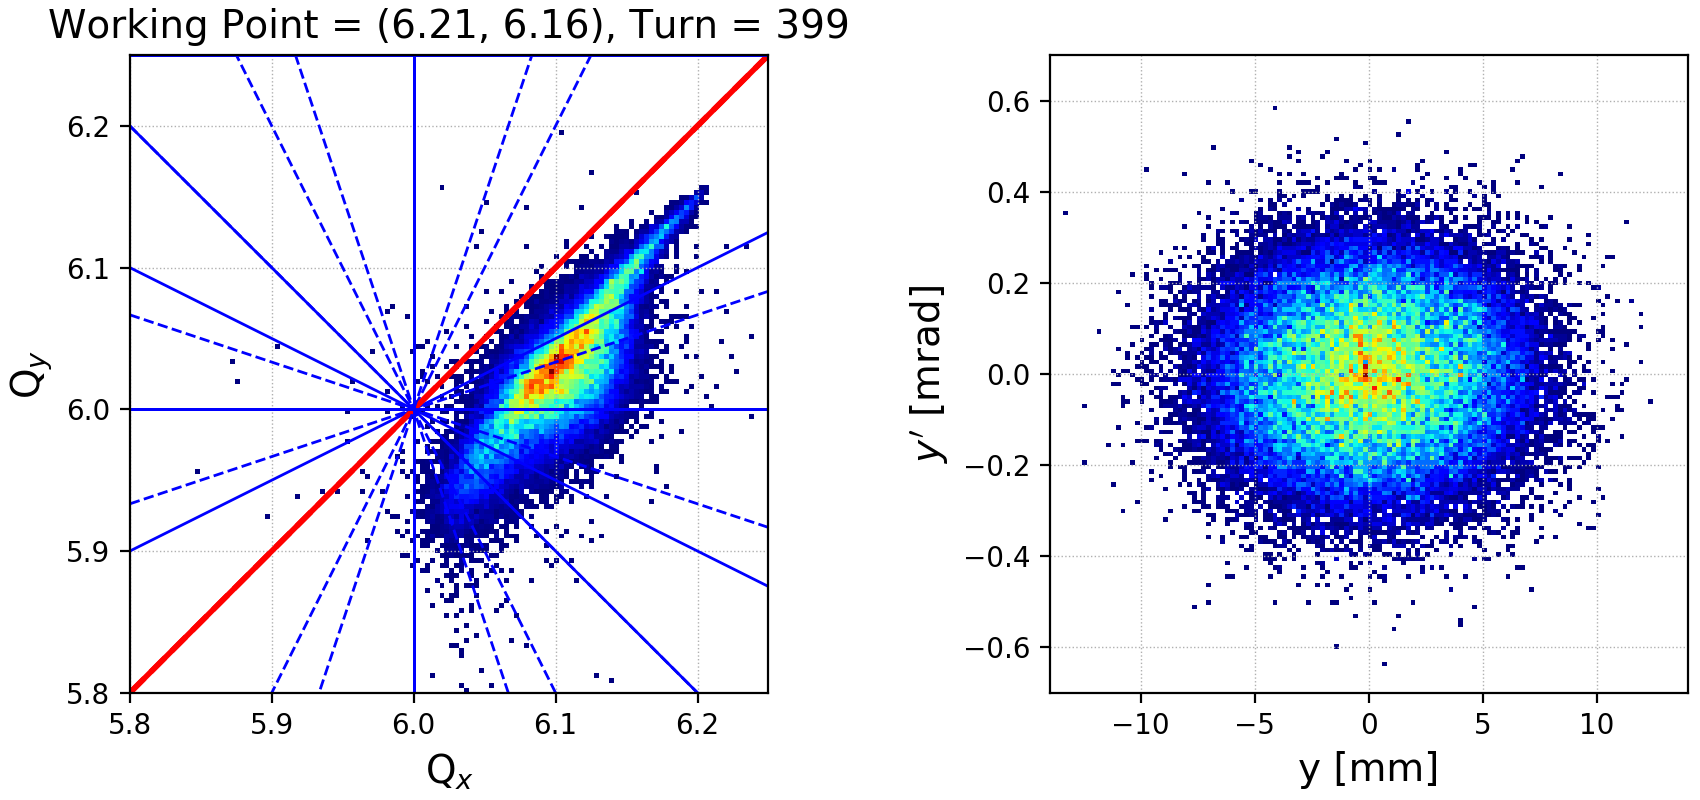 Working Point = (6.21, 6.16), Turn = 399
6.2
6.1
6.0
5.9
5.8
Qy
5.8 5.9 6.0 6.1 6.2
Qx
0.6
0.4
0.2
0.0
−0.2
−0.4
−0.6
y′ [mrad]
−10 −5 0 5 10
y [mm]